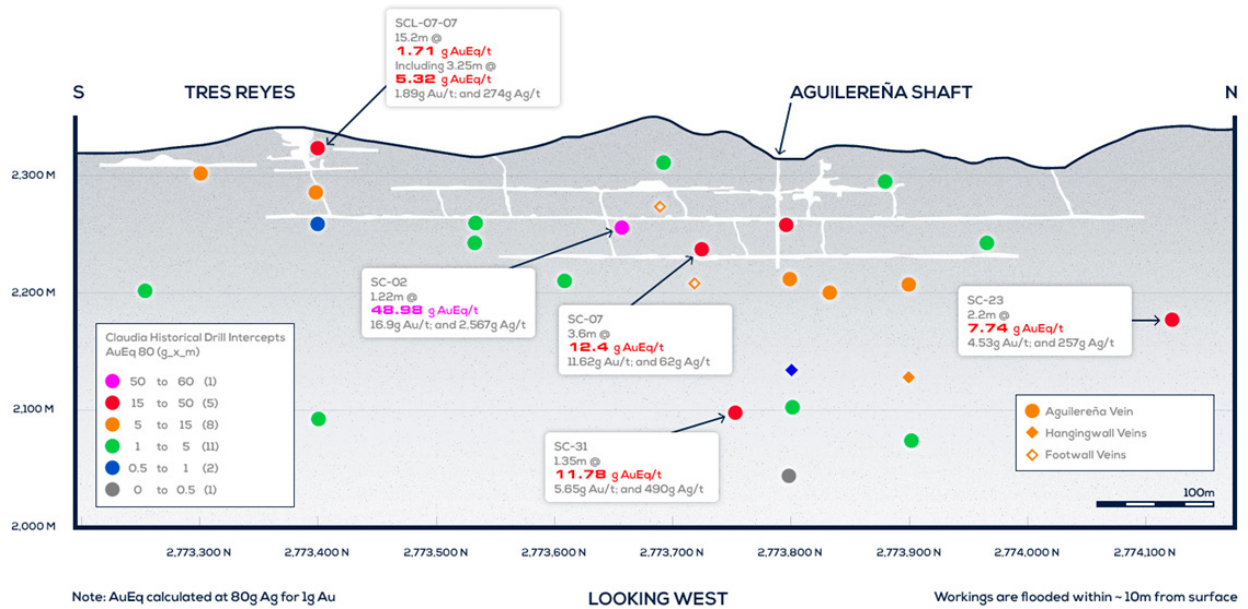 SCL-07-07
15.2m @
1.71 g AuEq/t
Including 3.25m @
5.32 g AuEq/t
1.89g Au/t; and 274g Ag/t
S
TRES REYES
AGUILEREÑA SHAFT
N
2,300 M
2,200 M
2,100 M
2,000 M
SC-02
1.22m @
48.98 g AuEq/t
16.9g Au/t; and 2.567g Ag/t
SC-07
3.6m @
12.4 g AuEq/t
11.62g Au/t; and 62g Ag/t
SC-23
2.2m @
7.74 g AuEq/t
4.53g Au/t; and 257g Ag/t
SC-31
1.35m @
11.78 g AuEq/t
5.65g Au/t; and 490g Ag/t
Claudia Historical Drill Intercepts
AuEq 80 (g_x_m)
50 to 60 (1)
15 to 50 (5)
5 to 15 (8)
1 to 5 (11)
0.5 to 1 (2)
0 to 0.5 (1)
Aguilereña Vein
Hangingwall Veins
Footwall Veins
100m
2,773,300 N
2,773,400 N
2,773,500 N
2,773,600 N
2,773,700 N
2,773,800 N
2,773,900 N
2,774,000 N
2,774,100 N
Note: AuEq calculated at 80g Ag for 1g Au
LOOKING WEST
Workings are flooded within ~ 10m from surface